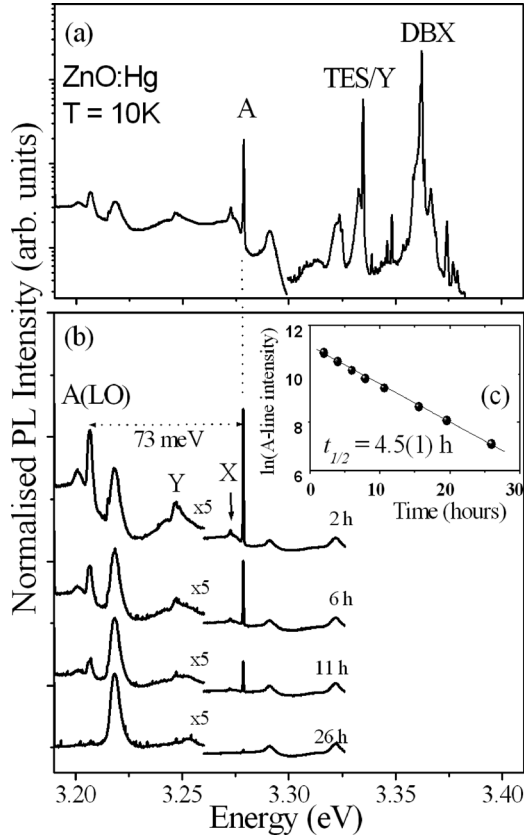 (a)
DBX
ZnO:Hg
T = 10K
A
TES/Y
Normalised PL Intensity (arb. units)
(b)
A(LO)
73 meV
Y
X
x5
2 h
x5
6 h
x5
11 h
x5
26 h
12
10
8
6
ln(A-line intensity)
(c)
t1/2 = 4.5(1) h
0
10
20
30
Time (hours)
3.20
3.25
3.30
3.35
3.40
Energy (eV)